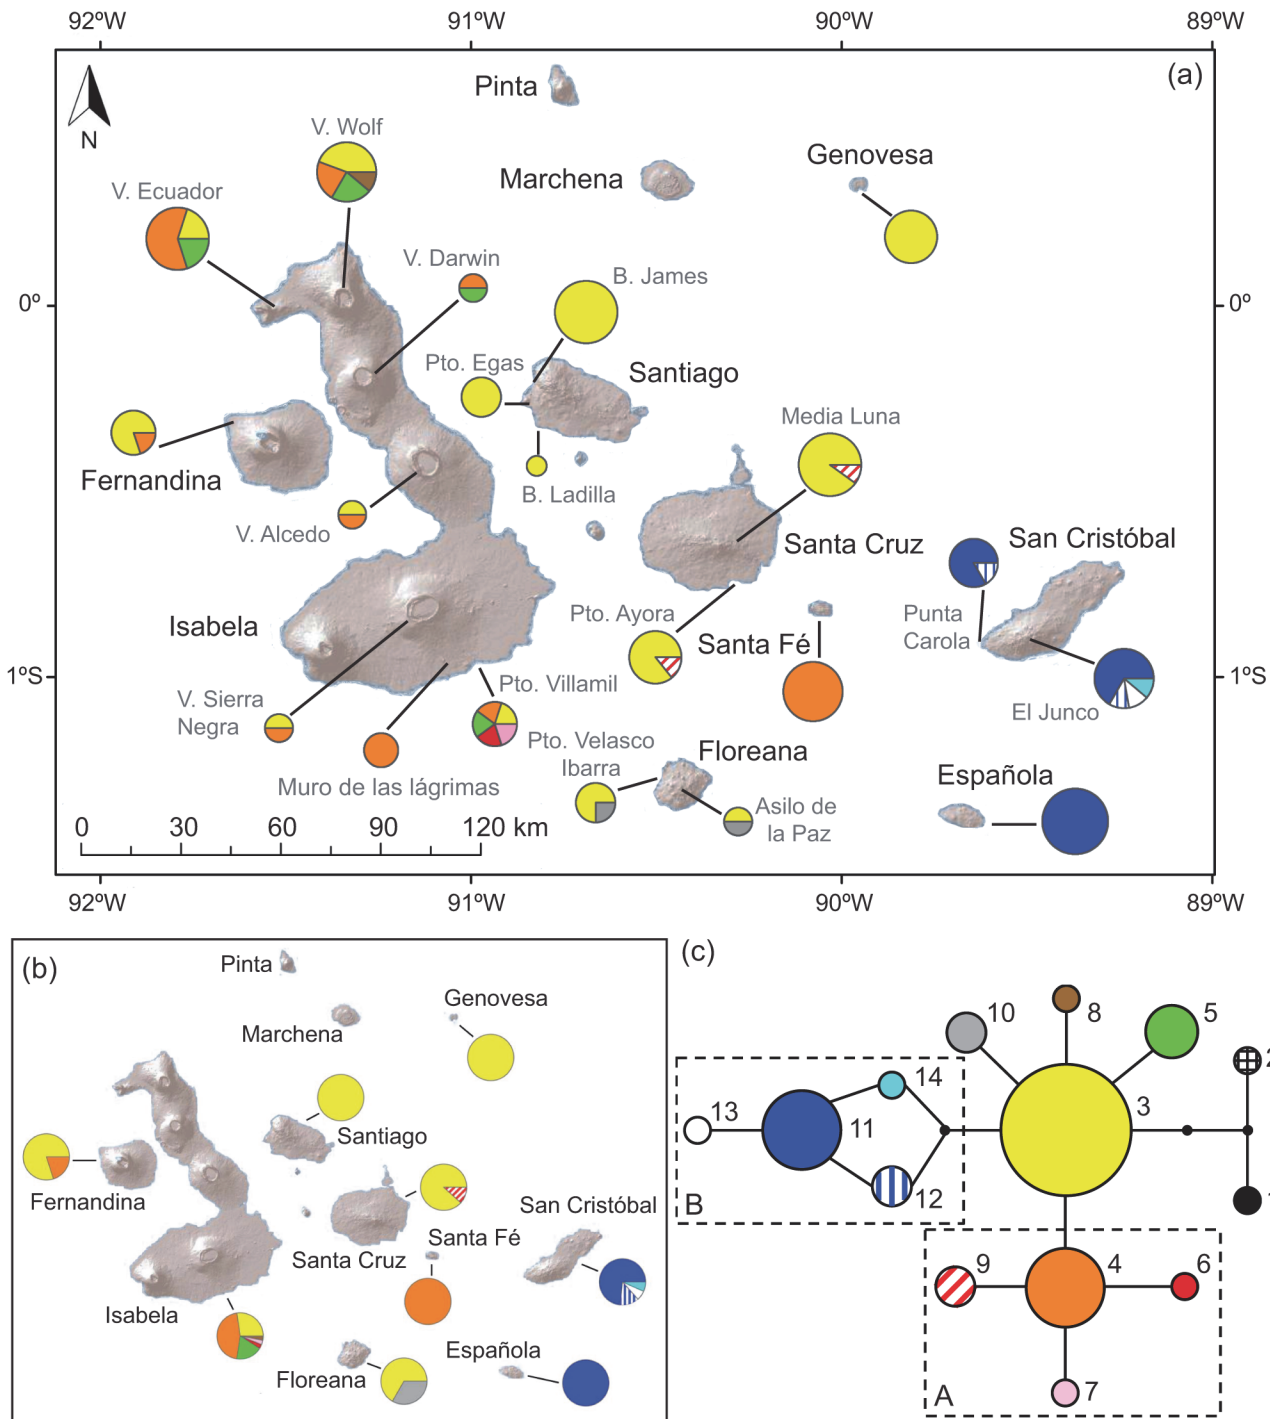 92ºW 91ºW 90ºW 89ºW
(a)
Pinta
N
V. Wolf
Genovesa
Marchena
V. Ecuador
V. Darwin
B. James
0º
0º
Pto. Egas
Santiago
Media Luna
Fernandina
B. Ladilla
V. Alcedo
Santa Cruz
San Cristóbal
Pto. Ayora
Punta
Carola
Isabela
Santa Fé
1ºS
1ºS
Pto. Villamil
V. Sierra
Negra
El Junco
Pto. Velasco
Ibarra
Floreana
Muro de las lágrimas
Española
Asilo de
la Paz
0 30 60 90 120 km
92ºW 91ºW 90ºW 89ºW
(b)
Pinta
Genovesa
Marchena
Santiago
Fernandina
San Cristóbal
Santa Fé
Santa Cruz
Isabela
Española
Floreana
(c)
10
8
5
2
14
13
11
3
12
B
1
9
4
6
7
A